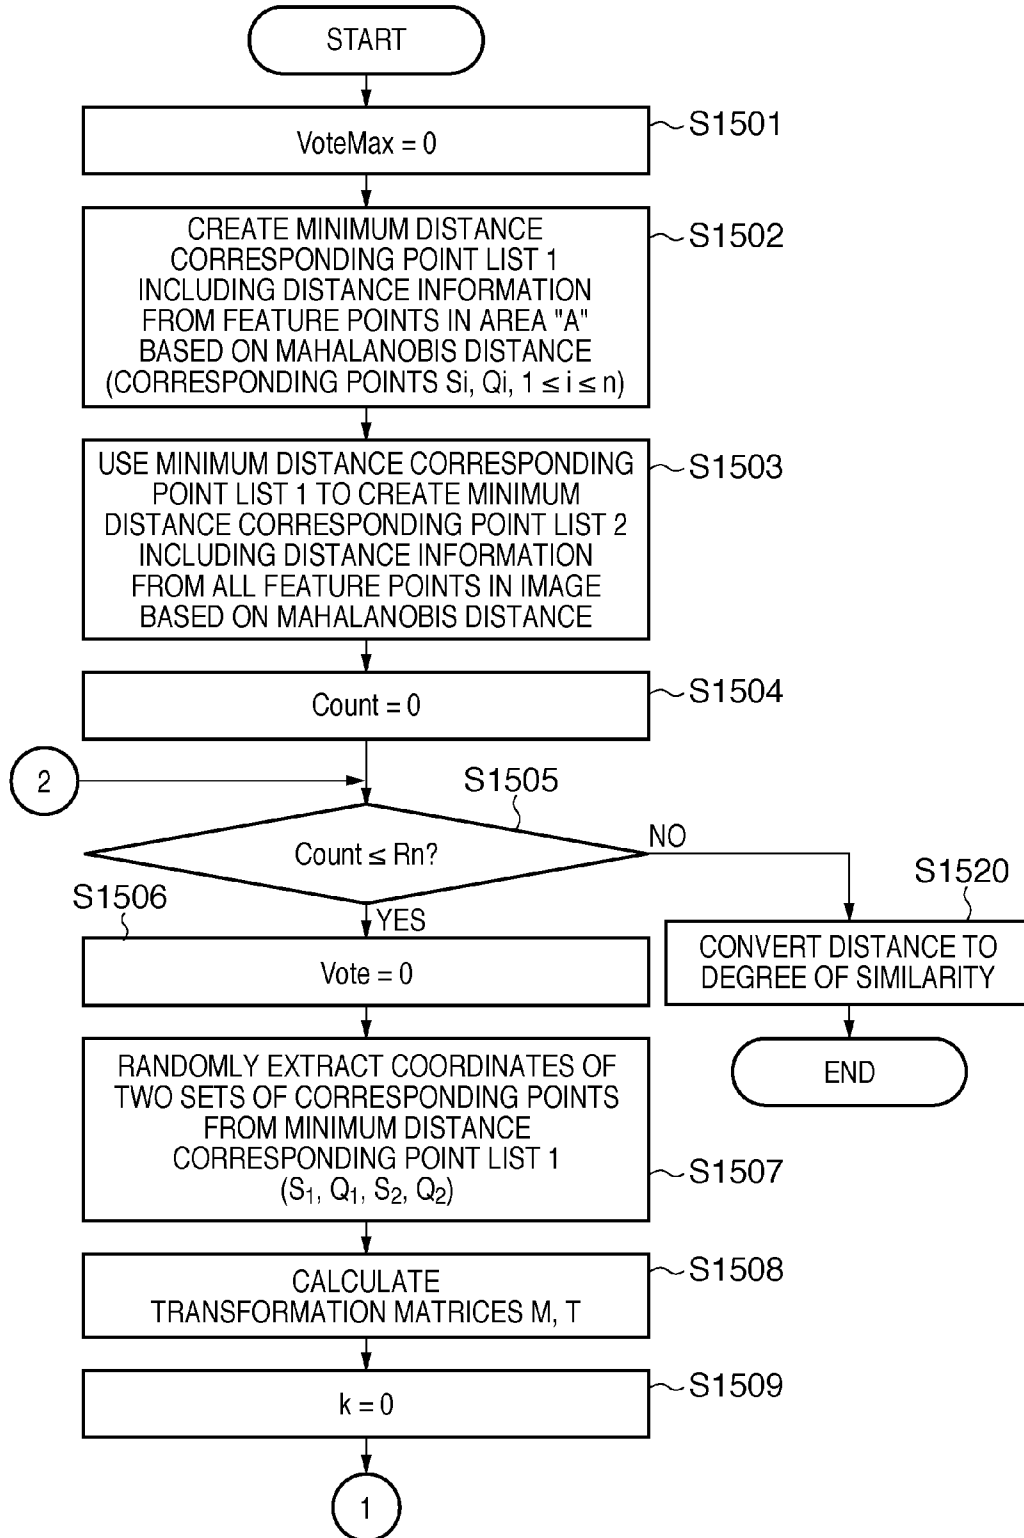 START
VoteMax = 0
S1501
CREATE MINIMUM DISTANCE
CORRESPONDING POINT LIST 1
INCLUDING DISTANCE INFORMATION
FROM FEATURE POINTS IN AREA "A"
BASED ON MAHALANOBIS DISTANCE
(CORRESPONDING POINTS Si, Qi, 1 ≤ i ≤ n)
S1502
USE MINIMUM DISTANCE CORRESPONDING
POINT LIST 1 TO CREATE MINIMUM
DISTANCE CORRESPONDING POINT LIST 2
INCLUDING DISTANCE INFORMATION
FROM ALL FEATURE POINTS IN IMAGE
BASED ON MAHALANOBIS DISTANCE
S1503
Count = 0
S1504
2
S1505
Count ≤ Rn?
NO
YES
S1506
Vote = 0
S1520
CONVERT DISTANCE TO
DEGREE OF SIMILARITY
END
RANDOMLY EXTRACT COORDINATES OF
TWO SETS OF CORRESPONDING POINTS
FROM MINIMUM DISTANCE
CORRESPONDING POINT LIST 1
(S₁, Q₁, S₂, Q₂)
S1507
CALCULATE
TRANSFORMATION MATRICES M, T
S1508
k = 0
S1509
1